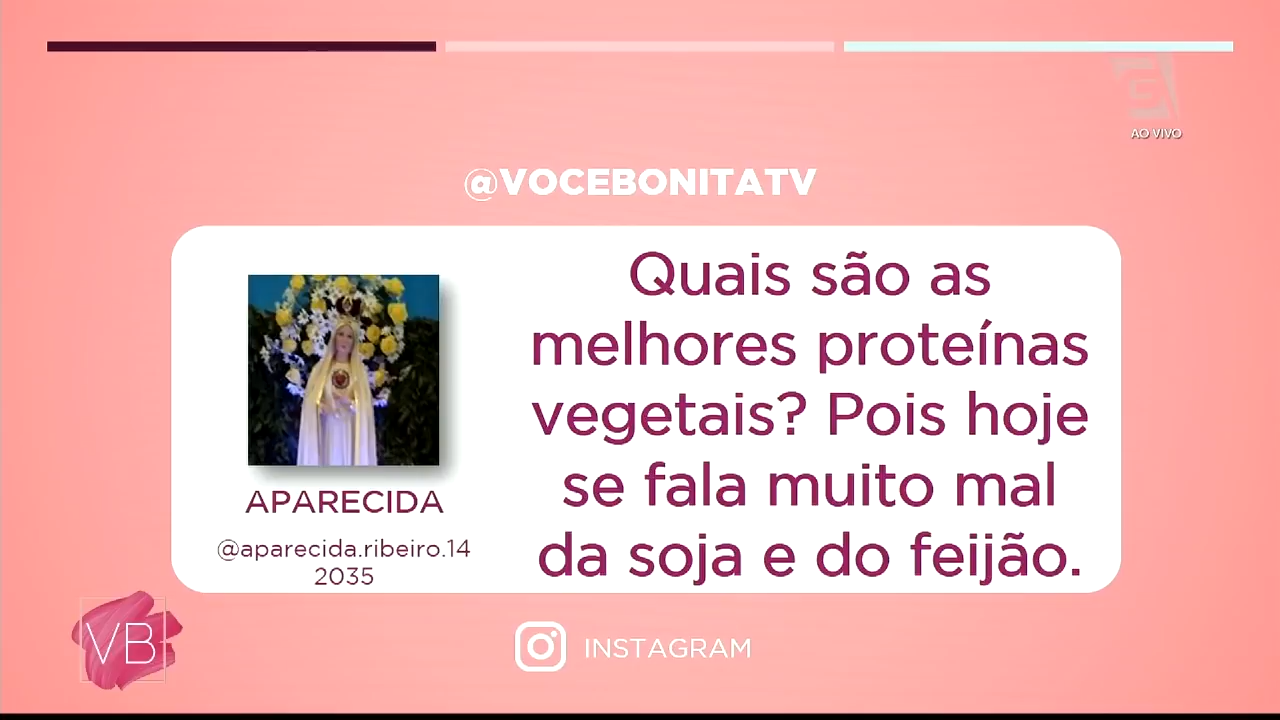 AO VIVO
@VOCEBONITATV
Quais são as
melhores proteínas
vegetais? Pois hoje
se fala muito mal
da soja e do feijão.
APARECIDA
@aparecida.ribeiro.14
2035
VB
INSTAGRAM